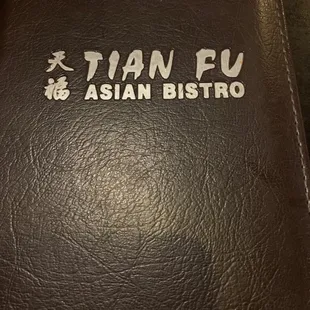 天福
TIAN FU
ASIAN BISTRO